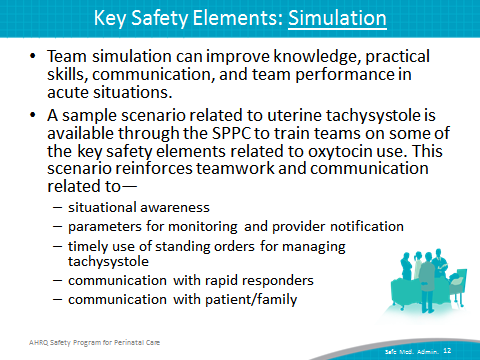 Key Safety Elements: Simulation
• Team simulation can improve knowledge, practical
skills, communication, and team performance in
acute situations.
• A sample scenario related to uterine tachysystole is
available through the SPPC to train teams on some of
the key safety elements related to oxytocin use. This
scenario reinforces teamwork and communication
related to—
– situational awareness
– parameters for monitoring and provider notification
– timely use of standing orders for managing
tachysystole
– communication with rapid responders
– communication with patient/family
AHRQ Safety Program for Perinatal Care
Safe Med. Admin. 12